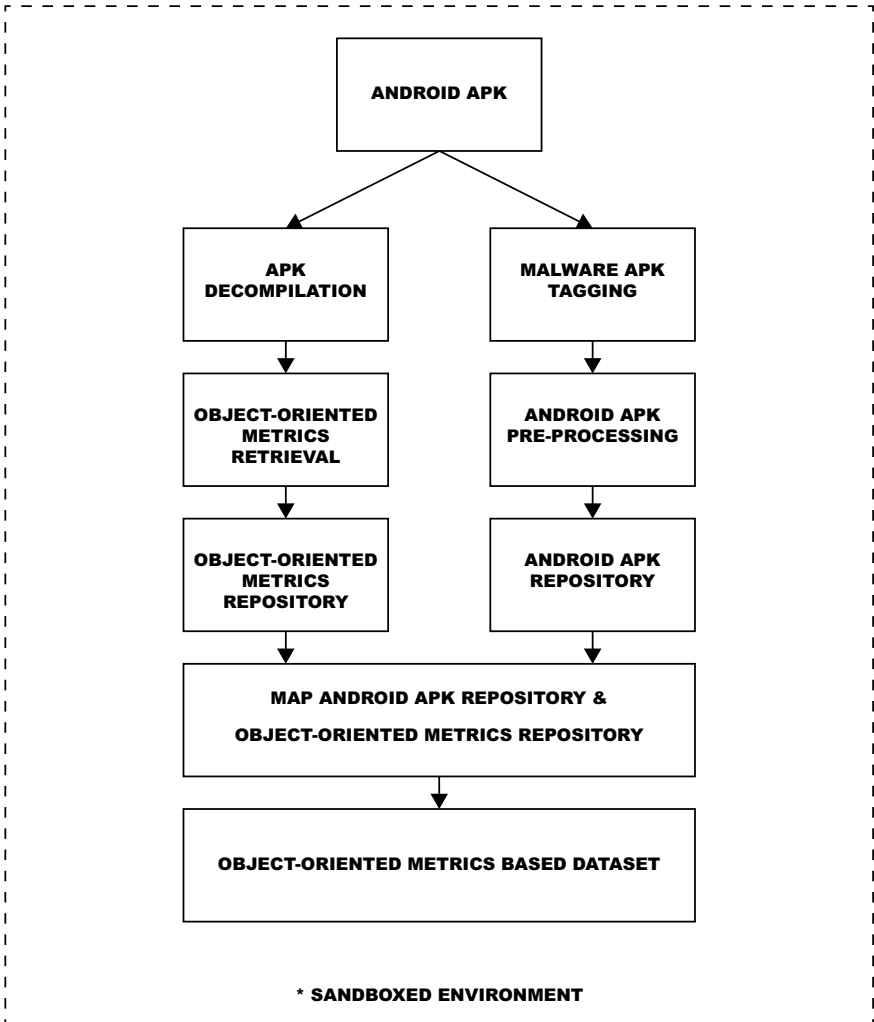 ANDROID APK
APK
DECOMPILATION
MALWARE APK
TAGGING
OBJECT-ORIENTED
METRICS
RETRIEVAL
ANDROID APK
PRE-PROCESSING
OBJECT-ORIENTED
METRICS
REPOSITORY
ANDROID APK
REPOSITORY
MAP ANDROID APK REPOSITORY &
OBJECT-ORIENTED METRICS REPOSITORY
OBJECT-ORIENTED METRICS BASED DATASET
* SANDBOXED ENVIRONMENT